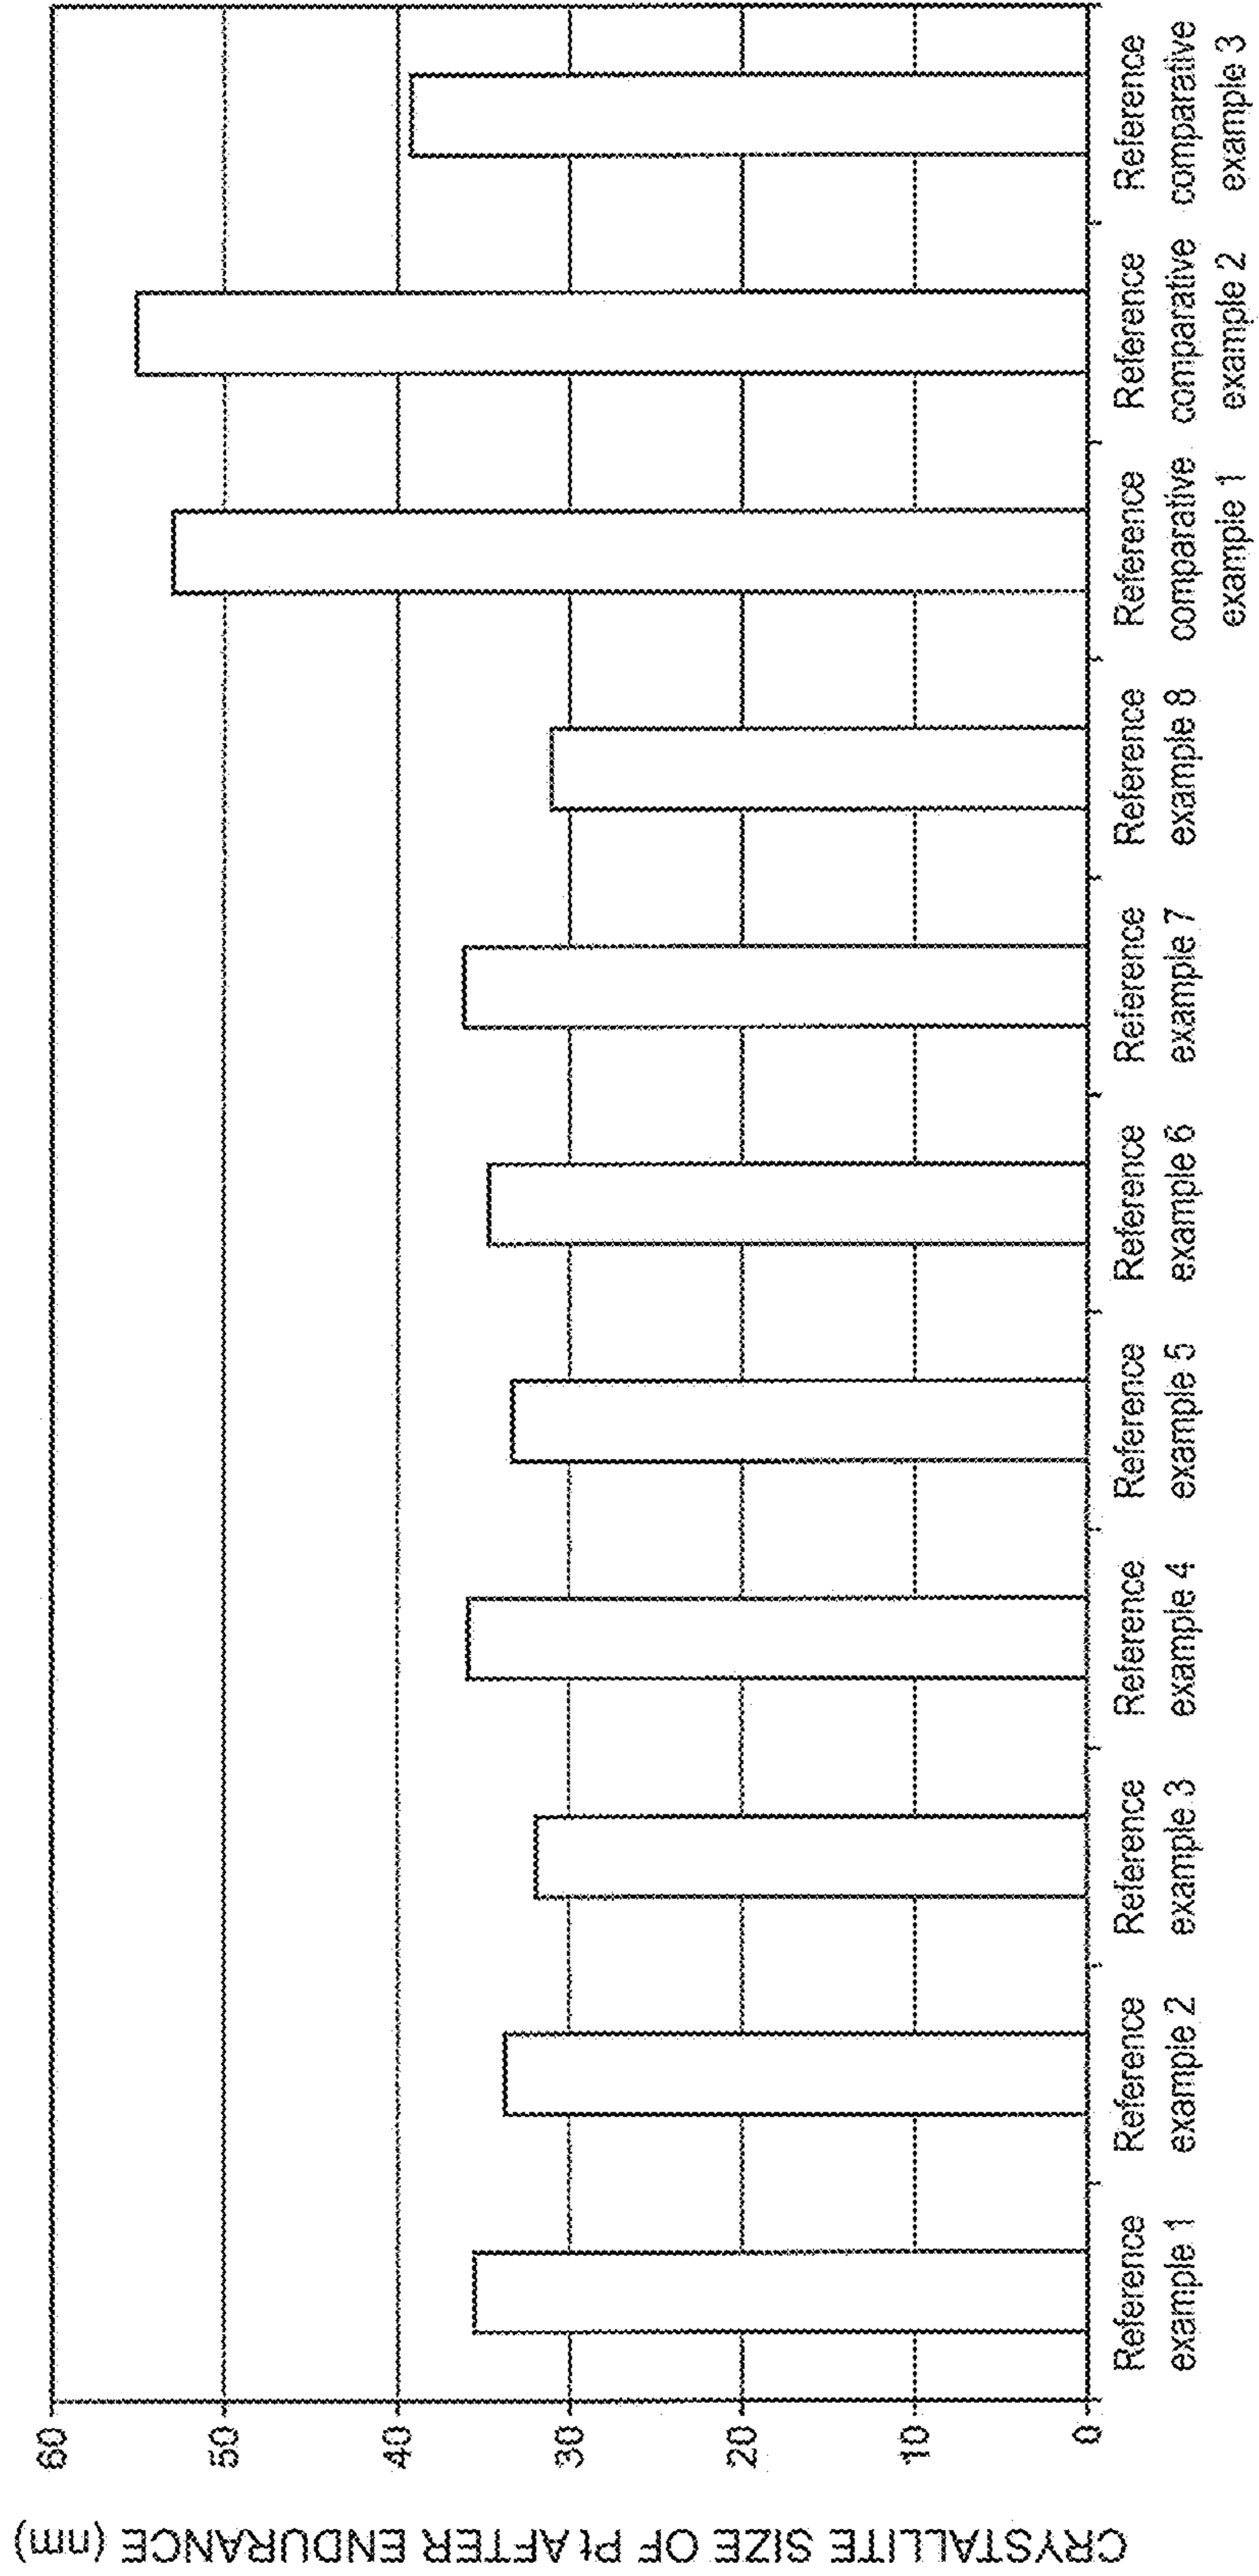 CRYSTALLITE SIZE OF Pt AFTER ENDURANCE (nm)
60
50
40
30
20
10
0
Reference
example 1
Reference
example 2
Reference
example 3
Reference
example 4
Reference
example 5
Reference
example 6
Reference
example 7
Reference
example 8
Reference
comparative
example 1
Reference
comparative
example 2
Reference
comparative
example 3